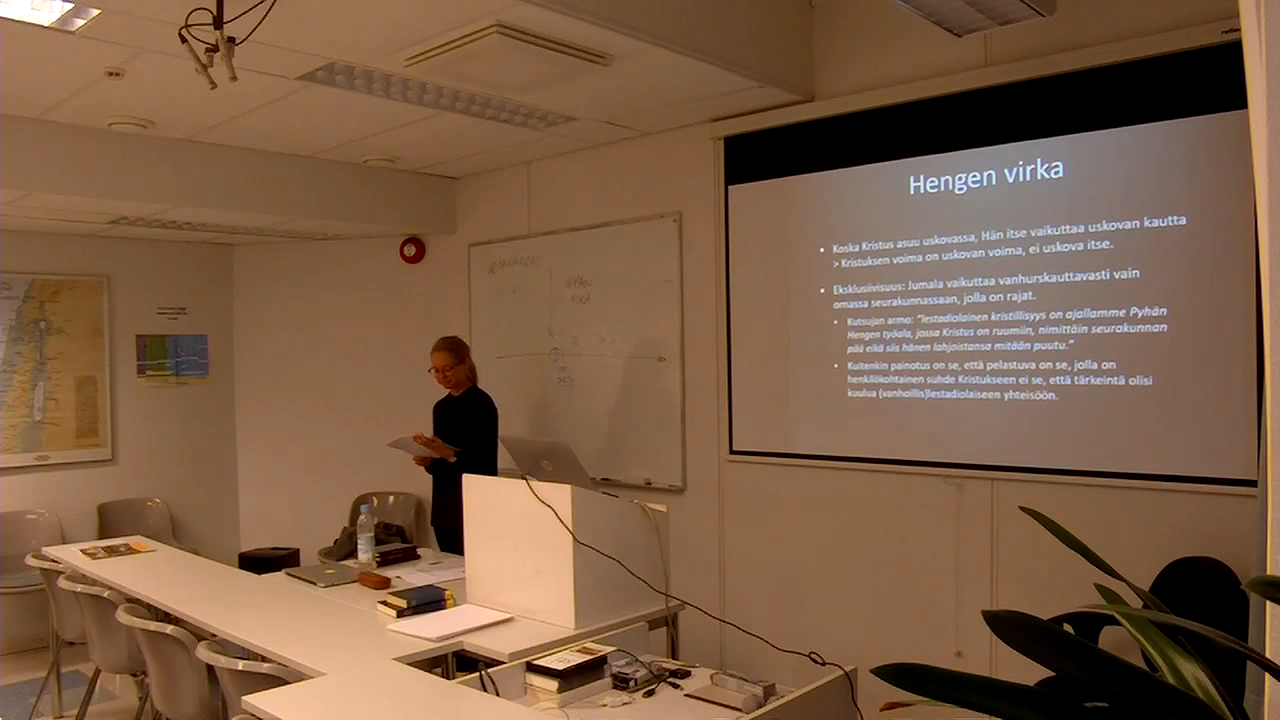 Hengen virka
Koska Kristus asuu uskovassa, Hän itse vaikuttaa uskovan kautta
> Kristuksen voima on uskovan voima, ei uskova itse.
Eksklusiivisuus: Jumala vaikuttaa vanhurskauttavasti vain
omassa seurakunnassaan, jolla on rajat.
Kutsujan armo: "lestadiolainen kristillisyys on ajallamme Pyhän
Hengen työala, jossa Kristus on ruumiin, nimittäin seurakunnan
pää eikä siis hänen lahjoistansa mitään puutu."
Kuitenkin painotus on se, että pelastuva on se, jolla on
henkilökohtainen suhde Kristukseen ei se, että tärkeintä olisi
kuulua (vanhoillis)lestadiolaiseen yhteisöön.